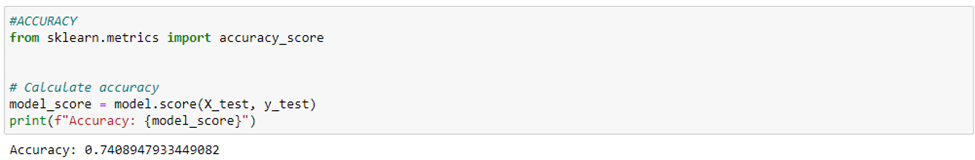 #ACCURACY
from sklearn.metrics import accuracy_score
# Calculate accuracy
model_score = model.score(X_test, y_test)
print(f"Accuracy: {model_score}")
Accuracy: 0.7408947933449082